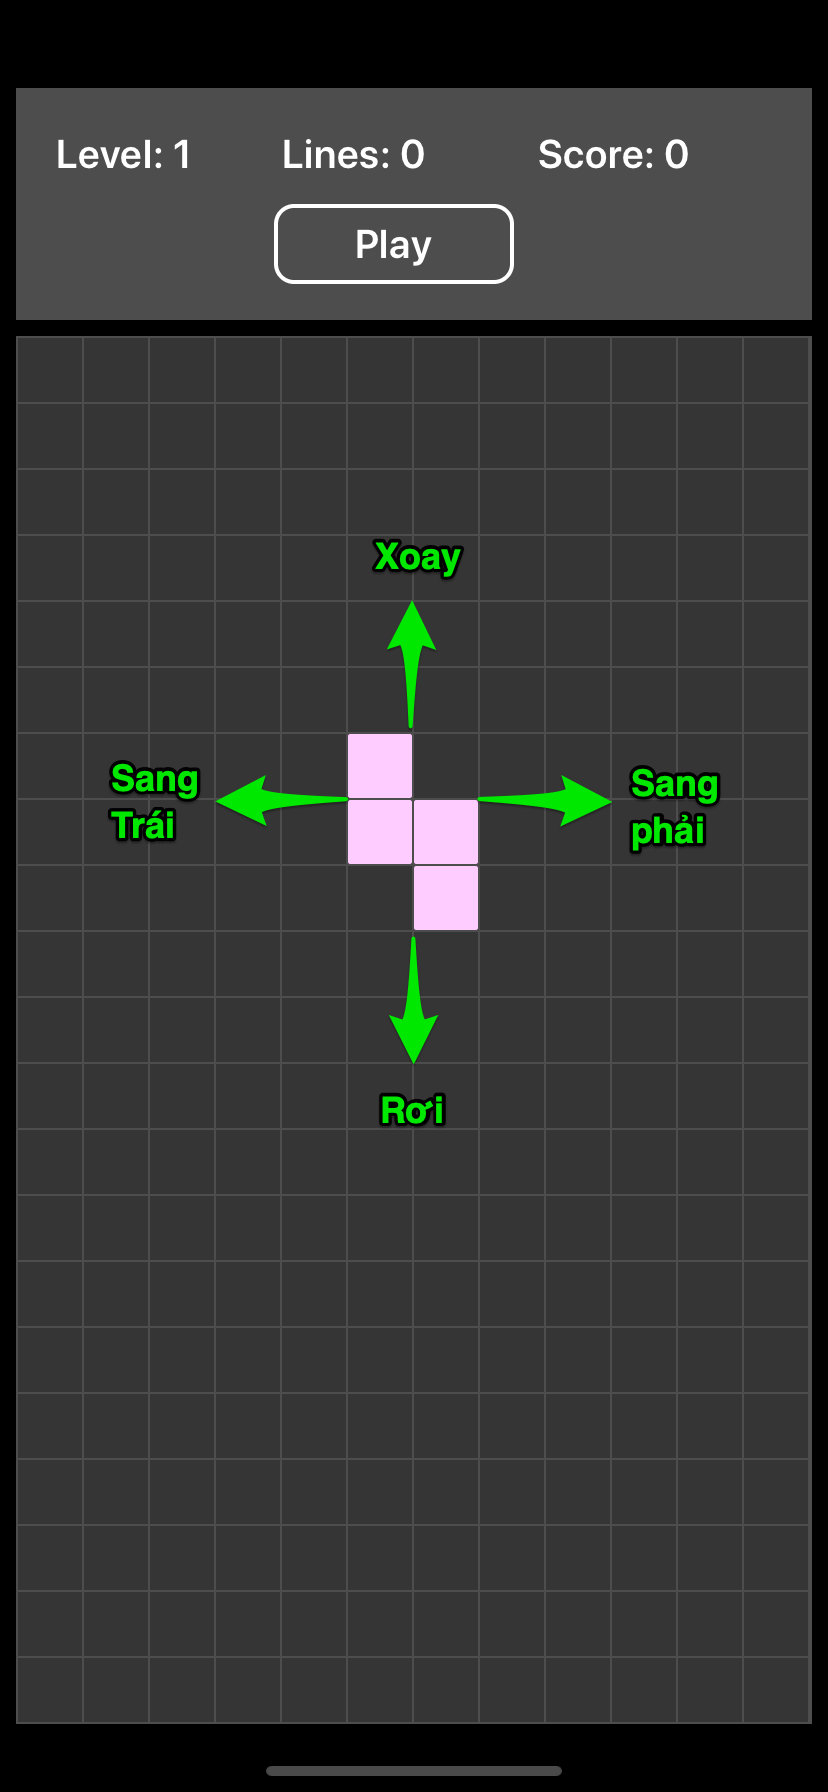 Level: 1 Lines: 0 Score: 0
Play
Xoay
Sang
Trái
Sang
phải
Rơi